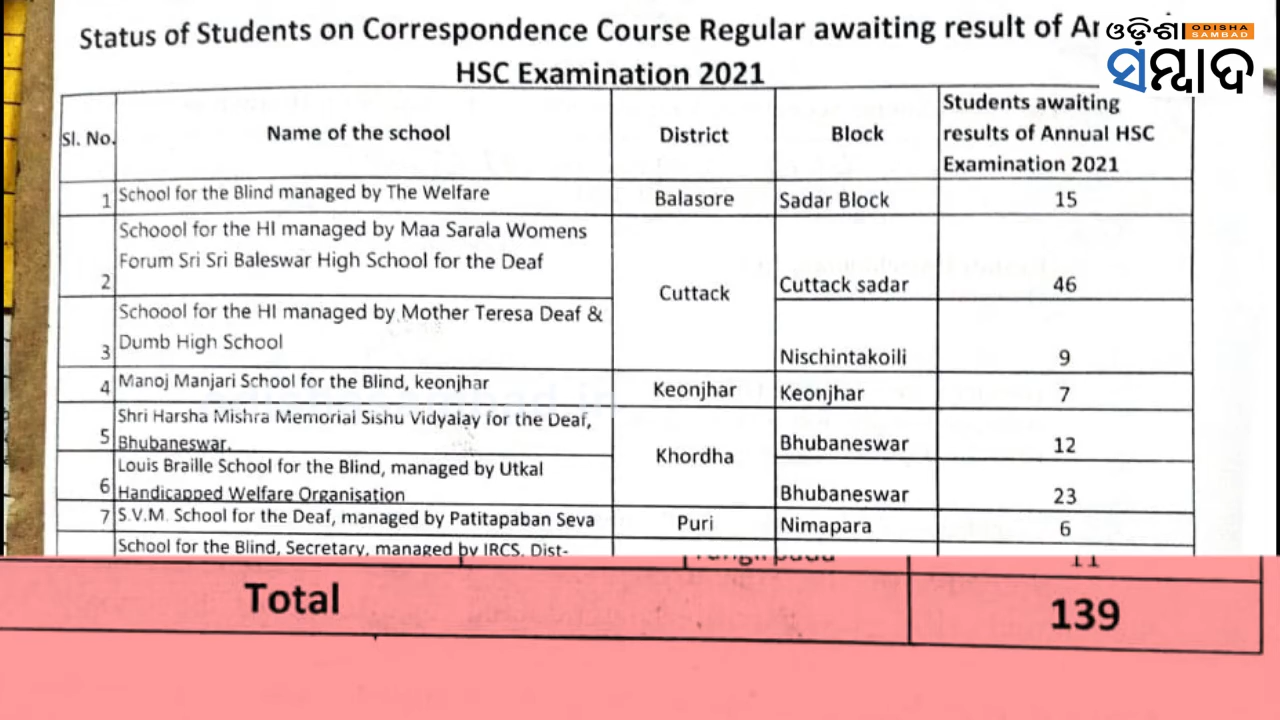 Status of Students on Correspondence Course Regular awaiting result of
HSC Examination 2021
ଓଡ଼ିଶା ODISHA SAMBAD
ସମ୍ବାଦ
Sl. No. Name of the school District Block Students awaiting results of Annual HSC Examination 2021
1 School for the Blind managed by The Welfare Balasore Sadar Block 15
Schoool for the HI managed by Maa Sarala Womens
2 Forum Sri Sri Baleswar High School for the Deaf Cuttack Cuttack sadar 46
Schoool for the HI managed by Mother Teresa Deaf &
3 Dumb High School Nischintakoili 9
4 Manoj Manjari School for the Blind, keonjhar Keonjhar Keonjhar 7
Shri Harsha Mishra Memorial Sishu Vidyalay for the Deaf,
5 Bhubaneswar. Khordha Bhubaneswar 12
Louis Braille School for the Blind, managed by Utkal
6 Handicapped Welfare Organisation Bhubaneswar 23
7 S.V.M. School for the Deaf, managed by Patitapaban Seva Puri Nimapara 6
School for the Blind, Secretary, managed by IRCS, Dist-
11
Total 139